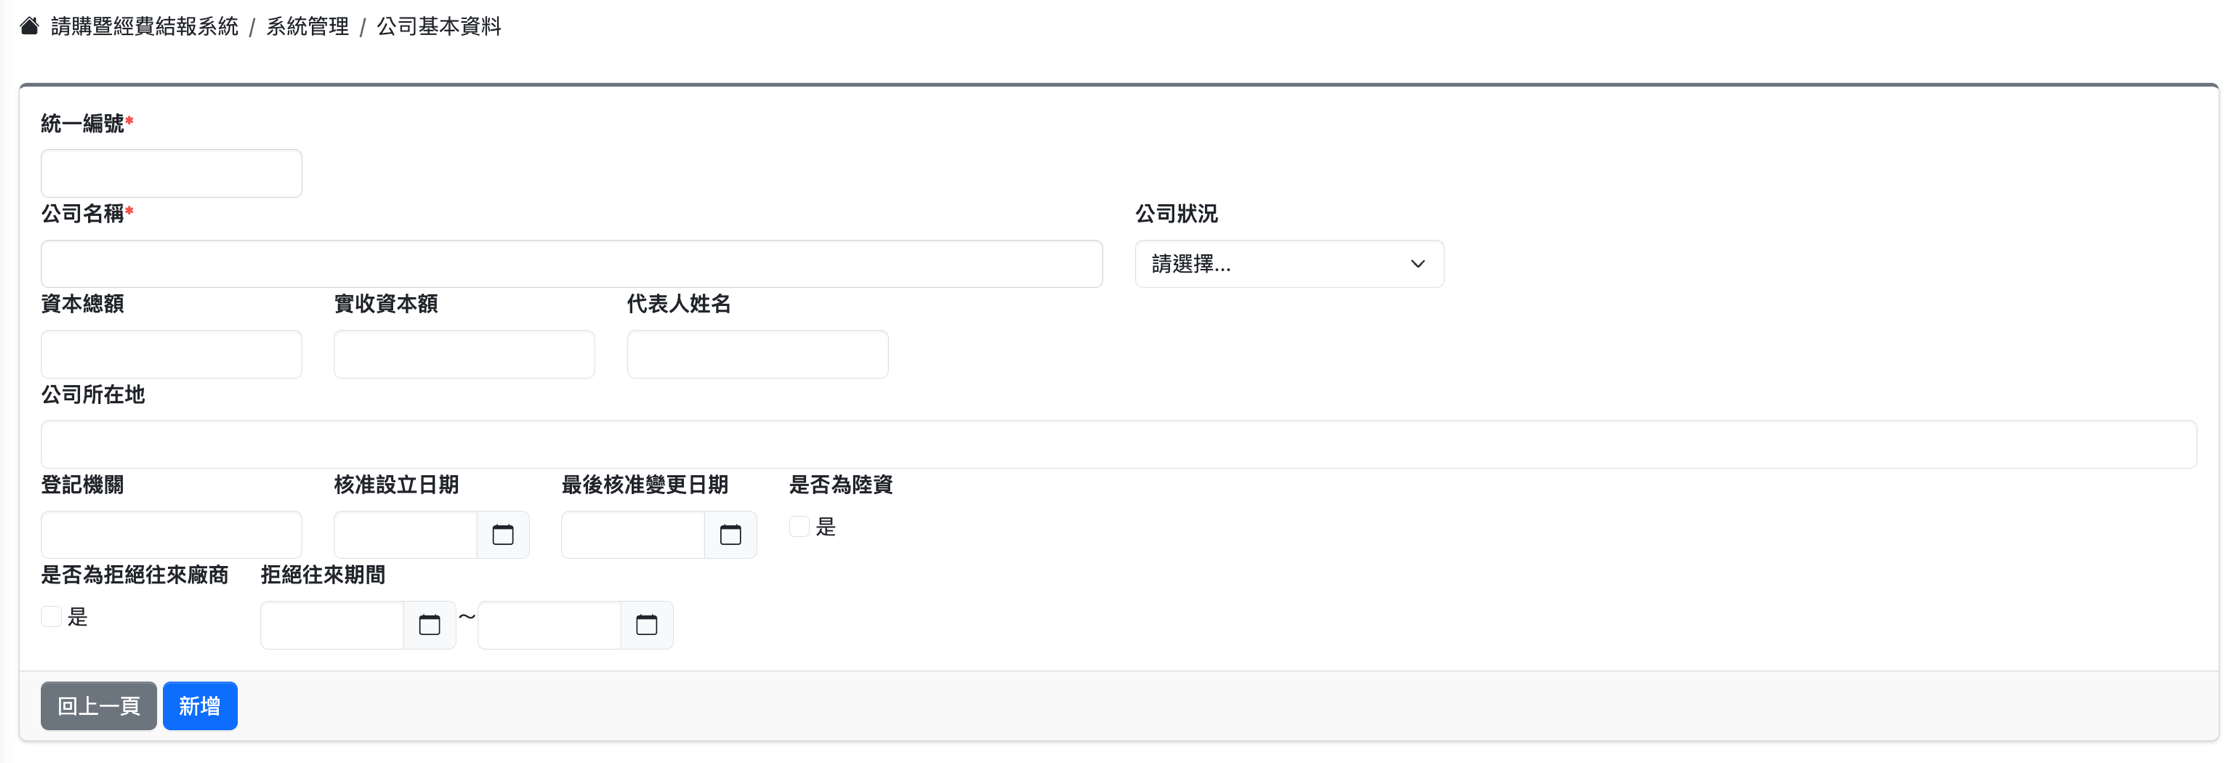 請購暨經費結報系統 / 系統管理 / 公司基本資料
統一編號*
公司名稱* 公司狀況
請選擇...
資本總額 實收資本額 代表人姓名
公司所在地
登記機關 核准設立日期 最後核准變更日期 是否為陸資
是
是否為拒絕往來廠商 拒絕往來期間
是 ~
回上一頁 新增